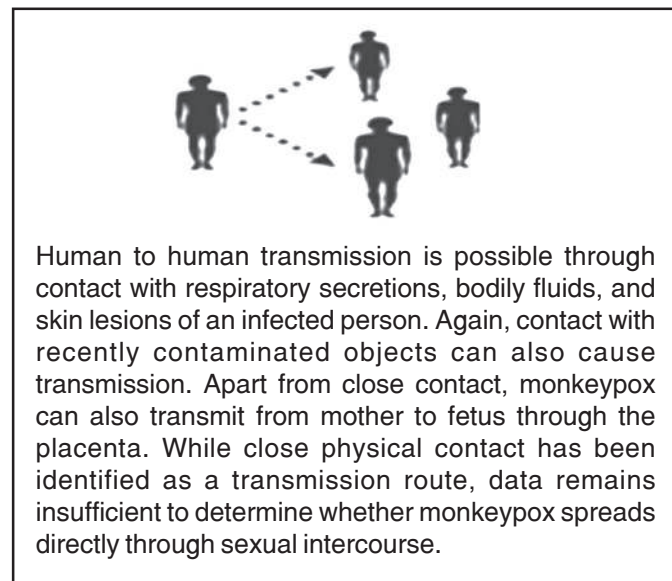 Human to human transmission is possible through
contact with respiratory secretions, bodily fluids, and
skin lesions of an infected person. Again, contact with
recently contaminated objects can also cause
transmission. Apart from close contact, monkeypox
can also transmit from mother to fetus through the
placenta. While close physical contact has been
identified as a transmission route, data remains
insufficient to determine whether monkeypox spreads
directly through sexual intercourse.